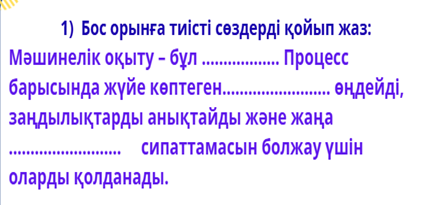 1) Бос орынға тиісті сөздерді қойып жаз:
Мәшинелік оқыту – бұл .................. Процесс
барысында жүйе көптеген......................... өңдейді,
заңдылықтарды анықтайды және жаңа
.......................... сипаттамасын болжау үшін
оларды қолданады.